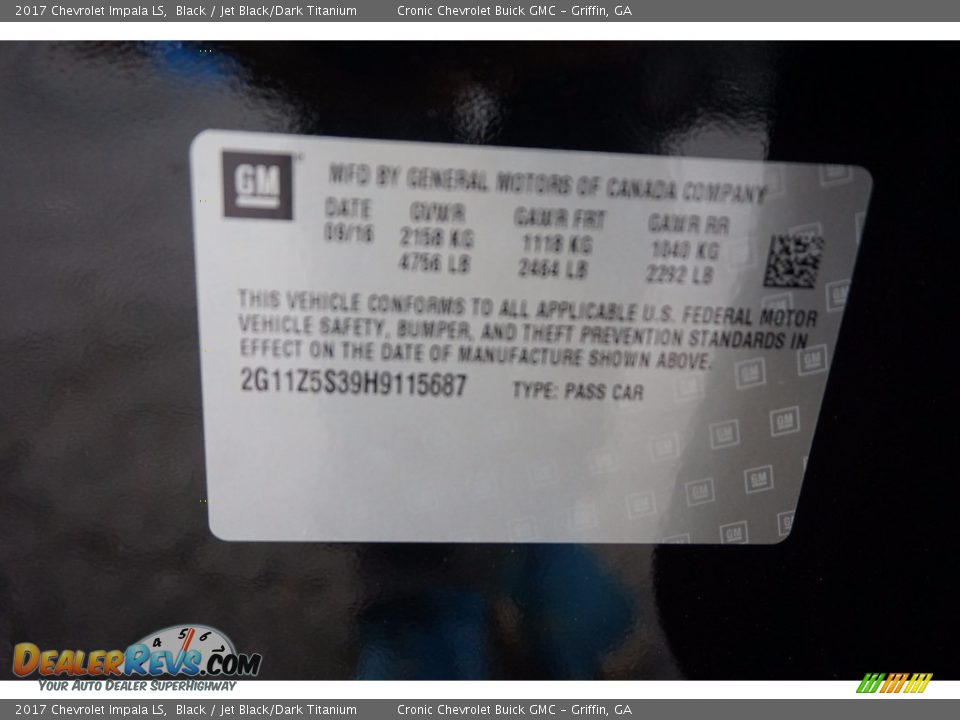 2017 Chevrolet Impala LS, Black / Jet Black/Dark Titanium Cronic Chevrolet Buick GMC – Griffin, GA
GM
MFD BY GENERAL MOTORS OF CANADA COMPANY
DATE GVWR GAWR FRT GAWR RR
09/16 2158 KG 1118 KG 1040 KG
4756 LB 2464 LB 2292 LB
THIS VEHICLE CONFORMS TO ALL APPLICABLE U.S. FEDERAL MOTOR
VEHICLE SAFETY, BUMPER, AND THEFT PREVENTION STANDARDS IN
EFFECT ON THE DATE OF MANUFACTURE SHOWN ABOVE.
2G11Z5S39H9115687 TYPE: PASS CAR
4 5 6 7
DealerRevs.com
Your Auto Dealer SuperHighway
2017 Chevrolet Impala LS, Black / Jet Black/Dark Titanium Cronic Chevrolet Buick GMC – Griffin, GA